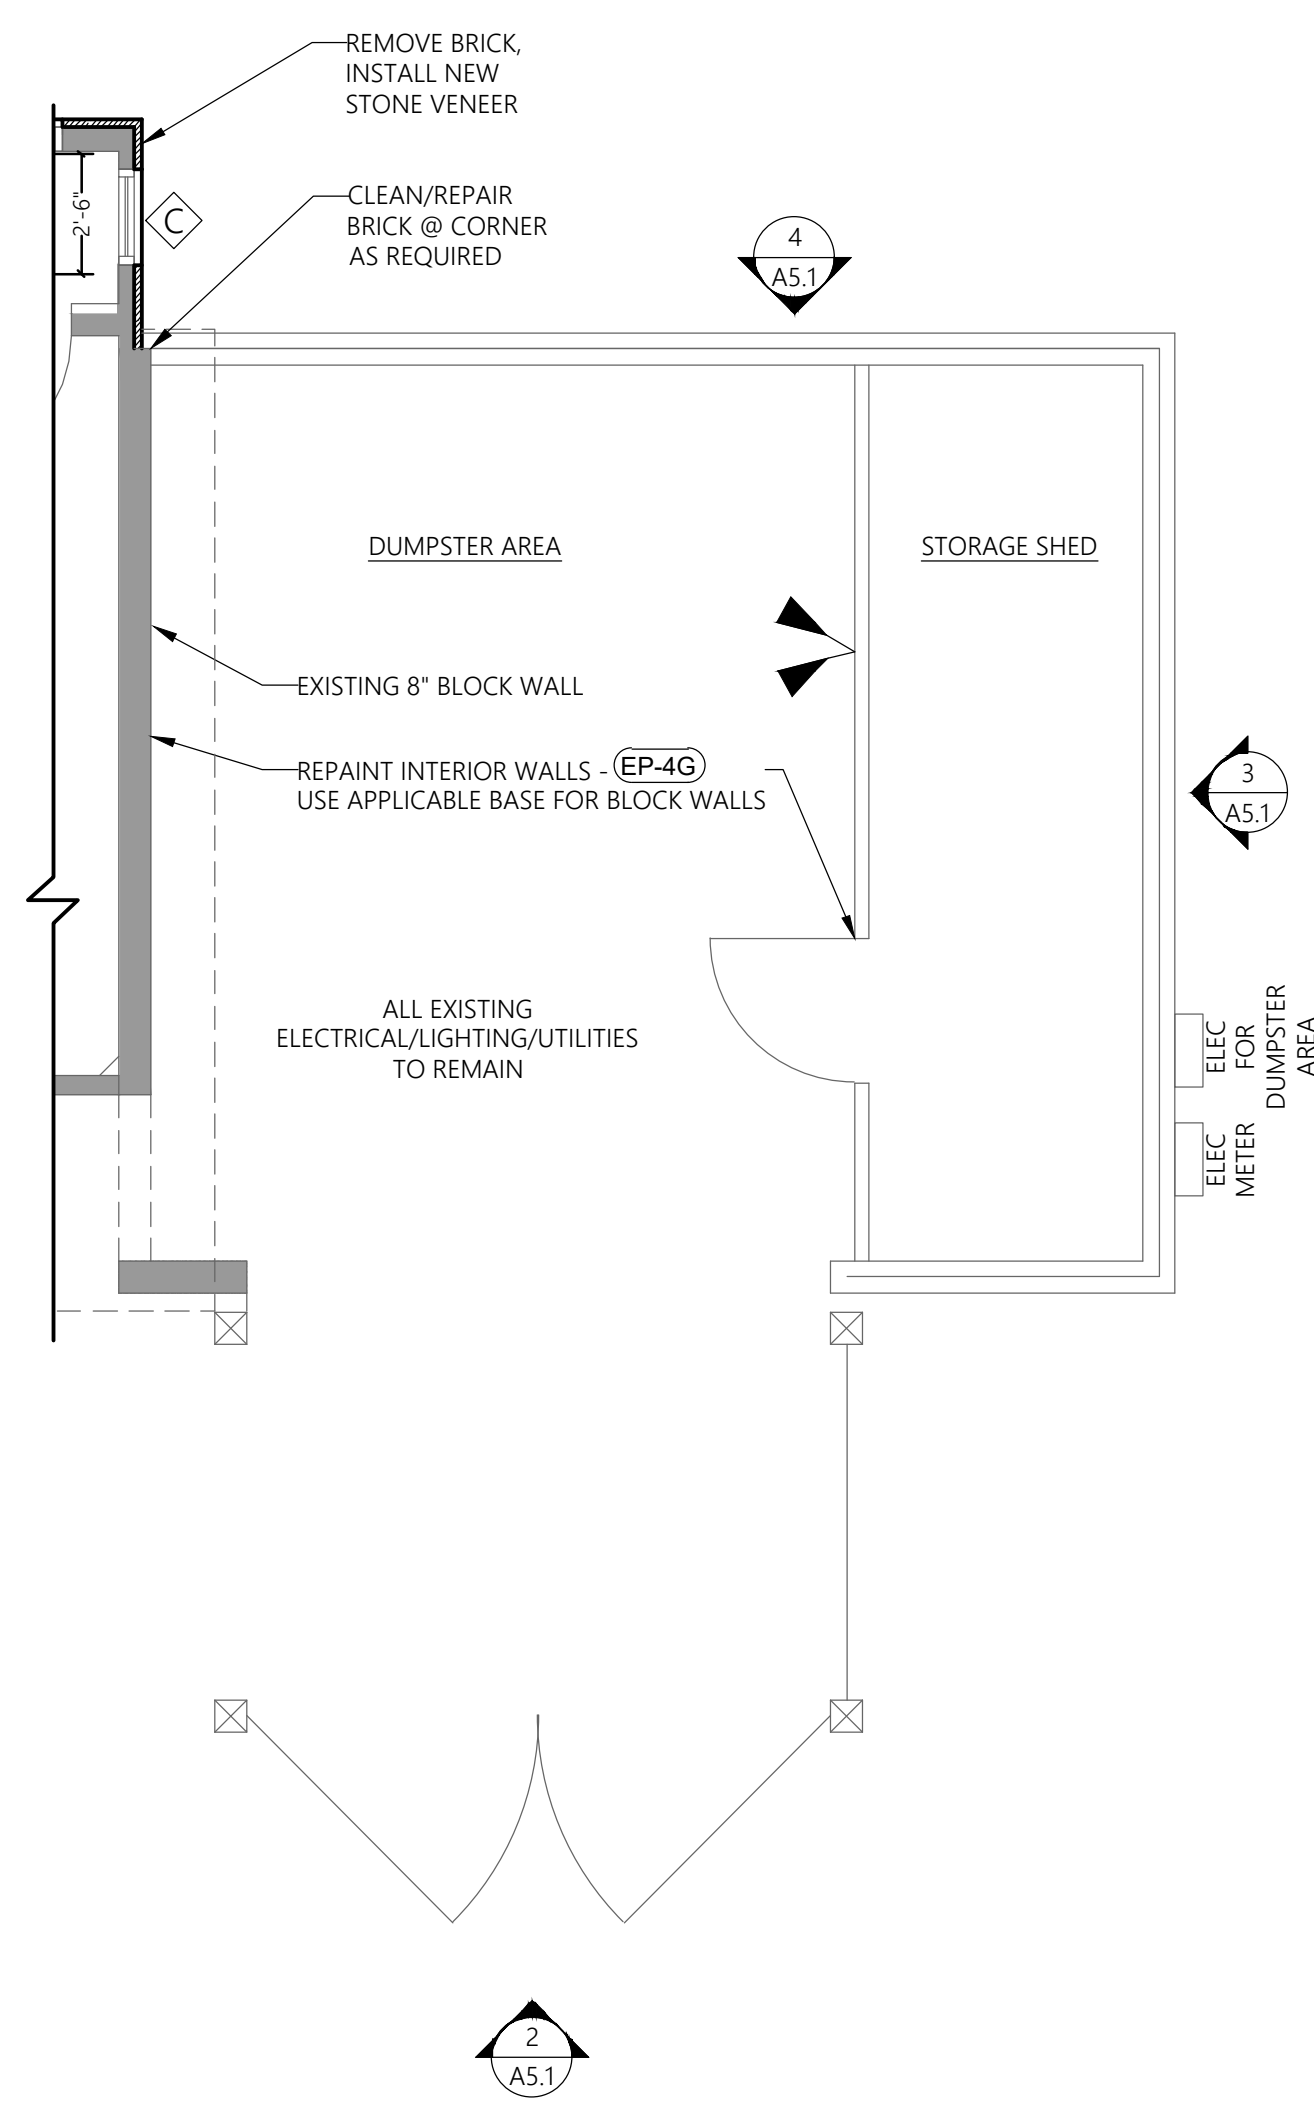 REMOVE BRICK,
INSTALL NEW
STONE VENEER
CLEAN/REPAIR
BRICK @ CORNER
AS REQUIRED
2'-6"
C
4
A5.1
DUMPSTER AREA
STORAGE SHED
EXISTING 8" BLOCK WALL
REPAINT INTERIOR WALLS - EP-4G
USE APPLICABLE BASE FOR BLOCK WALLS
3
A5.1
ALL EXISTING
ELECTRICAL/LIGHTING/UTILITIES
TO REMAIN
ELEC
FOR
DUMPSTER
AREA
ELEC
METER
2
A5.1